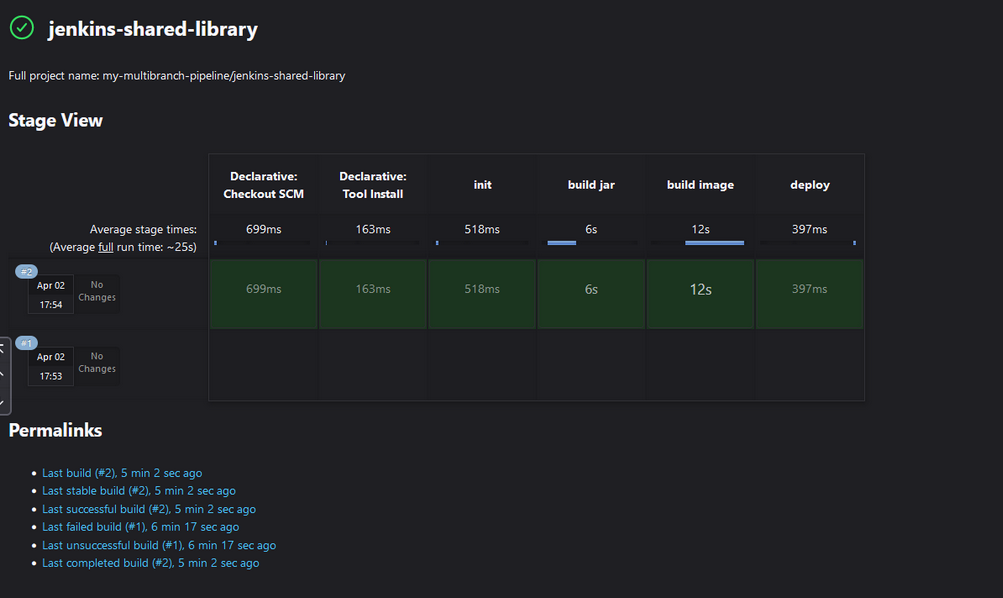 jenkins-shared-library
Full project name: my-multibranch-pipeline/jenkins-shared-library
Stage View
Declarative:
Checkout SCM
Declarative:
Tool Install
init
build jar
build image
deploy
Average stage times:
(Average full run time: ~25s)
699ms
163ms
518ms
6s
12s
397ms
#2
Apr 02
17:54
No
Changes
699ms
163ms
518ms
6s
12s
397ms
#1
Apr 02
17:53
No
Changes
Permalinks
Last build (#2), 5 min 2 sec ago
Last stable build (#2), 5 min 2 sec ago
Last successful build (#2), 5 min 2 sec ago
Last failed build (#1), 6 min 17 sec ago
Last unsuccessful build (#1), 6 min 17 sec ago
Last completed build (#2), 5 min 2 sec ago